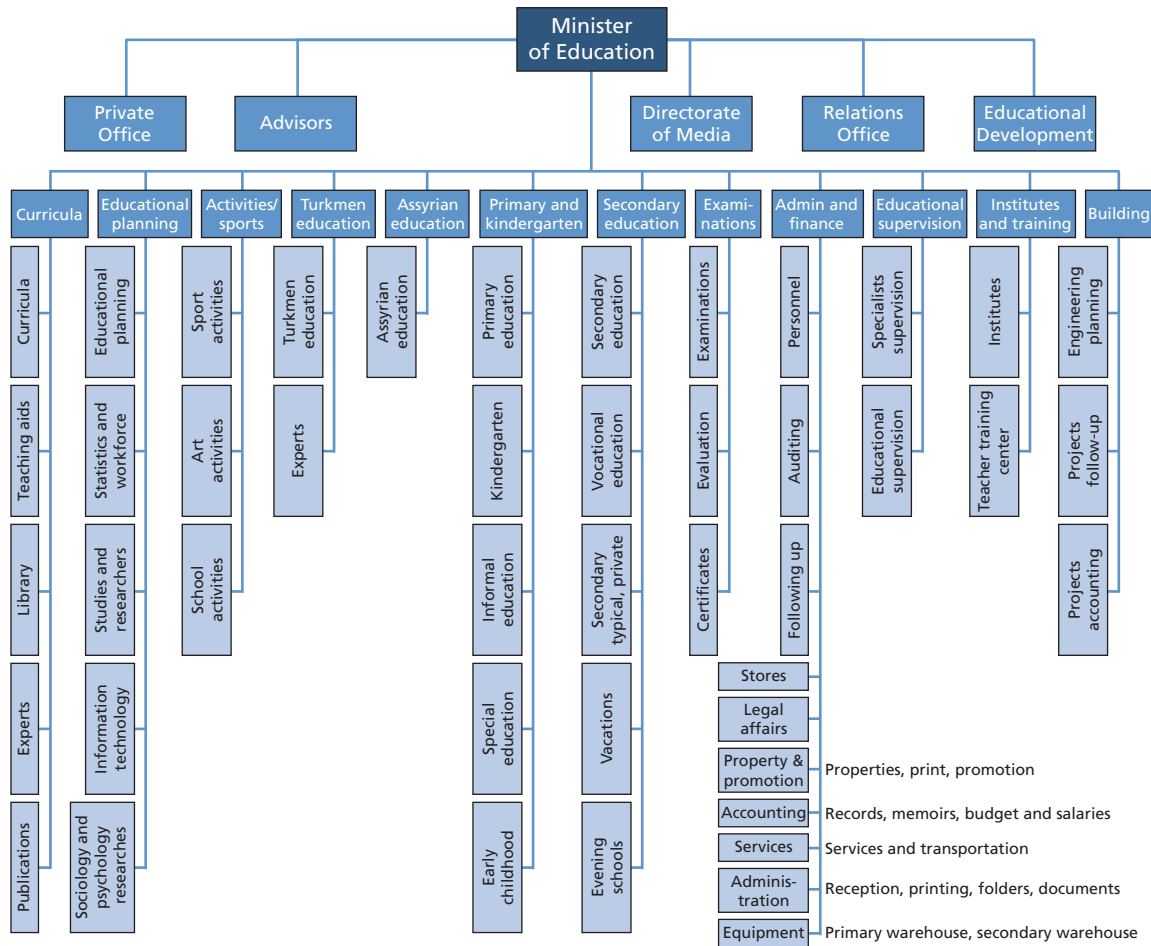 Minister
of Education
Private
Office
Advisors
Directorate
of Media
Relations
Office
Educational
Development
Curricula
Educational
planning
Activities/
sports
Turkmen
education
Assyrian
education
Primary and
kindergarten
Secondary
education
Exami-
nations
Admin and
finance
Educational
supervision
Institutes
and training
Building
Curricula
Teaching aids
Library
Experts
Publications
Educational
planning
Statistics and
workforce
Studies and
researchers
Information
technology
Sociology and
psychology
researches
Sport
activities
Art
activities
School
activities
Turkmen
education
Experts
Assyrian
education
Primary
education
Kindergarten
Informal
education
Special
education
Early
childhood
Secondary
education
Vocational
education
Secondary
typical, private
Vacations
Evening
schools
Examinations
Evaluation
Certificates
Personnel
Auditing
Following up
Stores
Legal
affairs
Property &
promotion
Properties, print, promotion
Accounting
Records, memoirs, budget and salaries
Services
Services and transportation
Adminis-
tration
Reception, printing, folders, documents
Equipment
Primary warehouse, secondary warehouse
Specialists
supervision
Educational
supervision
Institutes
Teacher training
center
Engineering
planning
Projects
follow-up
Projects
accounting